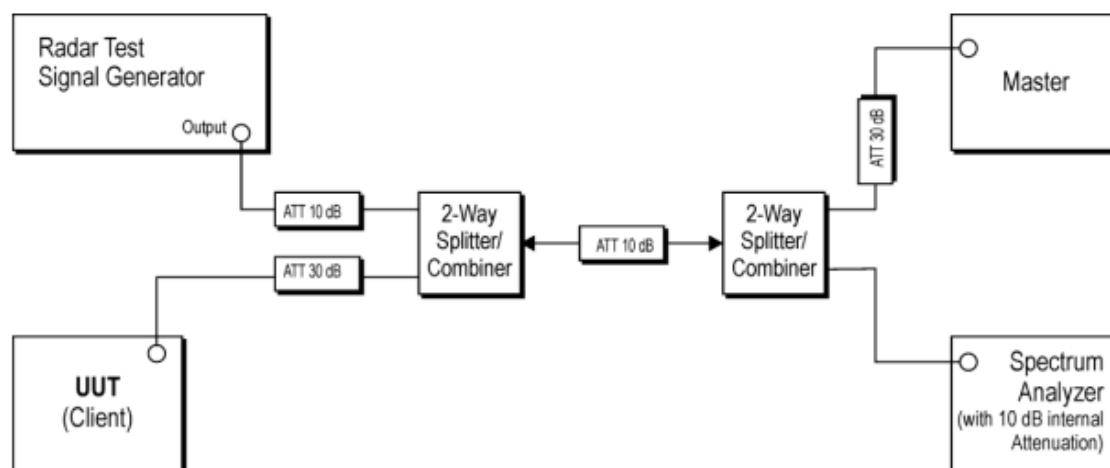 Radar Test
Signal Generator
Output
ATT 10 dB
ATT 30 dB
2-Way
Splitter/
Combiner
ATT 10 dB
2-Way
Splitter/
Combiner
ATT 30 dB
Master
UUT
(Client)
Spectrum
Analyzer
(with 10 dB internal
Attenuation)